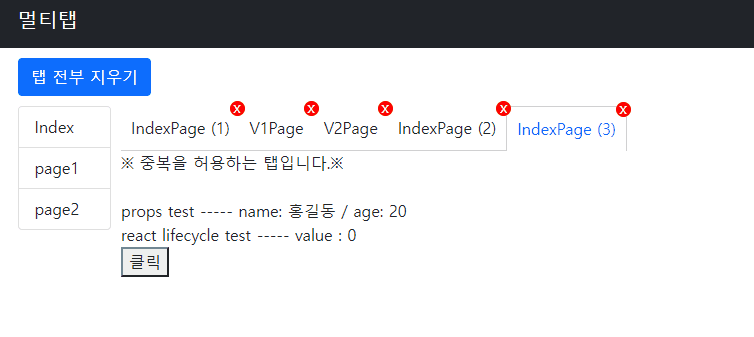 멀티탭
탭 전부 지우기
Index
page1
page2
IndexPage (1) X V1Page X V2Page X IndexPage (2) X IndexPage (3) X
※ 중복을 허용하는 탭입니다.※
props test ----- name: 홍길동 / age: 20
react lifecycle test ----- value : 0
클릭